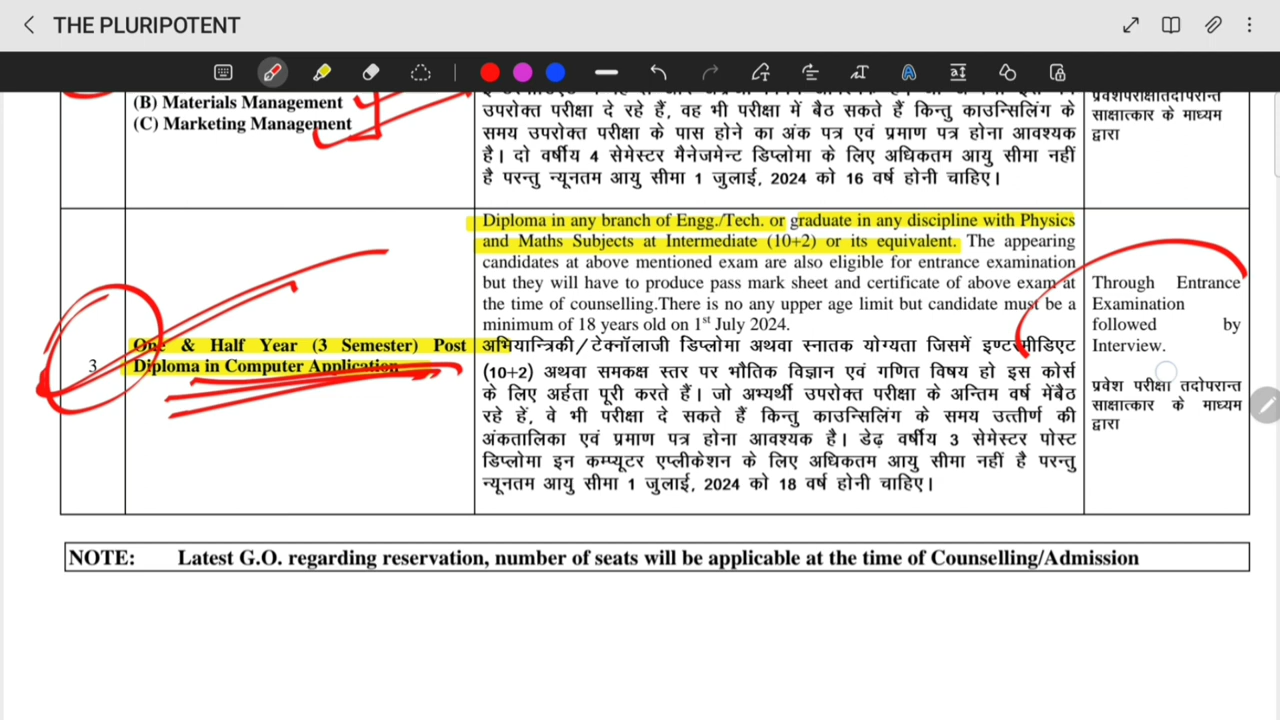 THE PLURIPOTENT
(B) Materials Management
(C) Marketing Management
उपरोक्त परीक्षा दे रहे हैं, वह भी परीक्षा में बैठ सकते हैं किन्तु काउन्सिलिंग के
समय उपरोक्त परीक्षा के पास होने का अंक पत्र एवं प्रमाण पत्र होना आवश्यक
है। दो वर्षीय 4 सेमेस्टर मैनेजमेन्ट डिप्लोमा के लिए अधिकतम आयु सीमा नहीं
है परन्तु न्यूनतम आयु सीमा 1 जुलाई, 2024 को 16 वर्ष होनी चाहिए।
प्रवेशपरीक्षातदोपरान्त
साक्षात्कार के माध्यम
द्वारा
3
One & Half Year (3 Semester) Post
Diploma in Computer Application
Diploma in any branch of Engg./Tech. or graduate in any discipline with Physics
and Maths Subjects at Intermediate (10+2) or its equivalent. The appearing
candidates at above mentioned exam are also eligible for entrance examination
but they will have to produce pass mark sheet and certificate of above exam at
the time of counselling.There is no any upper age limit but candidate must be a
minimum of 18 years old on 1st July 2024.
अभियान्त्रिकी/टेक्नॉलाजी डिप्लोमा अथवा स्नातक योग्यता जिसमें इण्टरमीडिएट
(10+2) अथवा समकक्ष स्तर पर भौतिक विज्ञान एवं गणित विषय हो इस कोर्स
के लिए अर्हता पूरी करते हैं। जो अभ्यर्थी उपरोक्त परीक्षा के अन्तिम वर्ष मेंबैठ
रहे हें, वे भी परीक्षा दे सकते हैं किन्तु काउन्सिलिंग के समय उत्तीर्ण की
अंकतालिका एवं प्रमाण पत्र होना आवश्यक है। डेढ़ वर्षीय 3 सेमेस्टर पोस्ट
डिप्लोमा इन कम्प्यूटर एप्लीकेशन के लिए अधिकतम आयु सीमा नहीं है परन्तु
न्यूनतम आयु सीमा 1 जुलाई, 2024 को 18 वर्ष होनी चाहिए।
Through Entrance
Examination
followed by
Interview.
प्रवेश परीक्षा तदोपरान्त
साक्षात्कार के माध्यम
द्वारा
NOTE: Latest G.O. regarding reservation, number of seats will be applicable at the time of Counselling/Admission